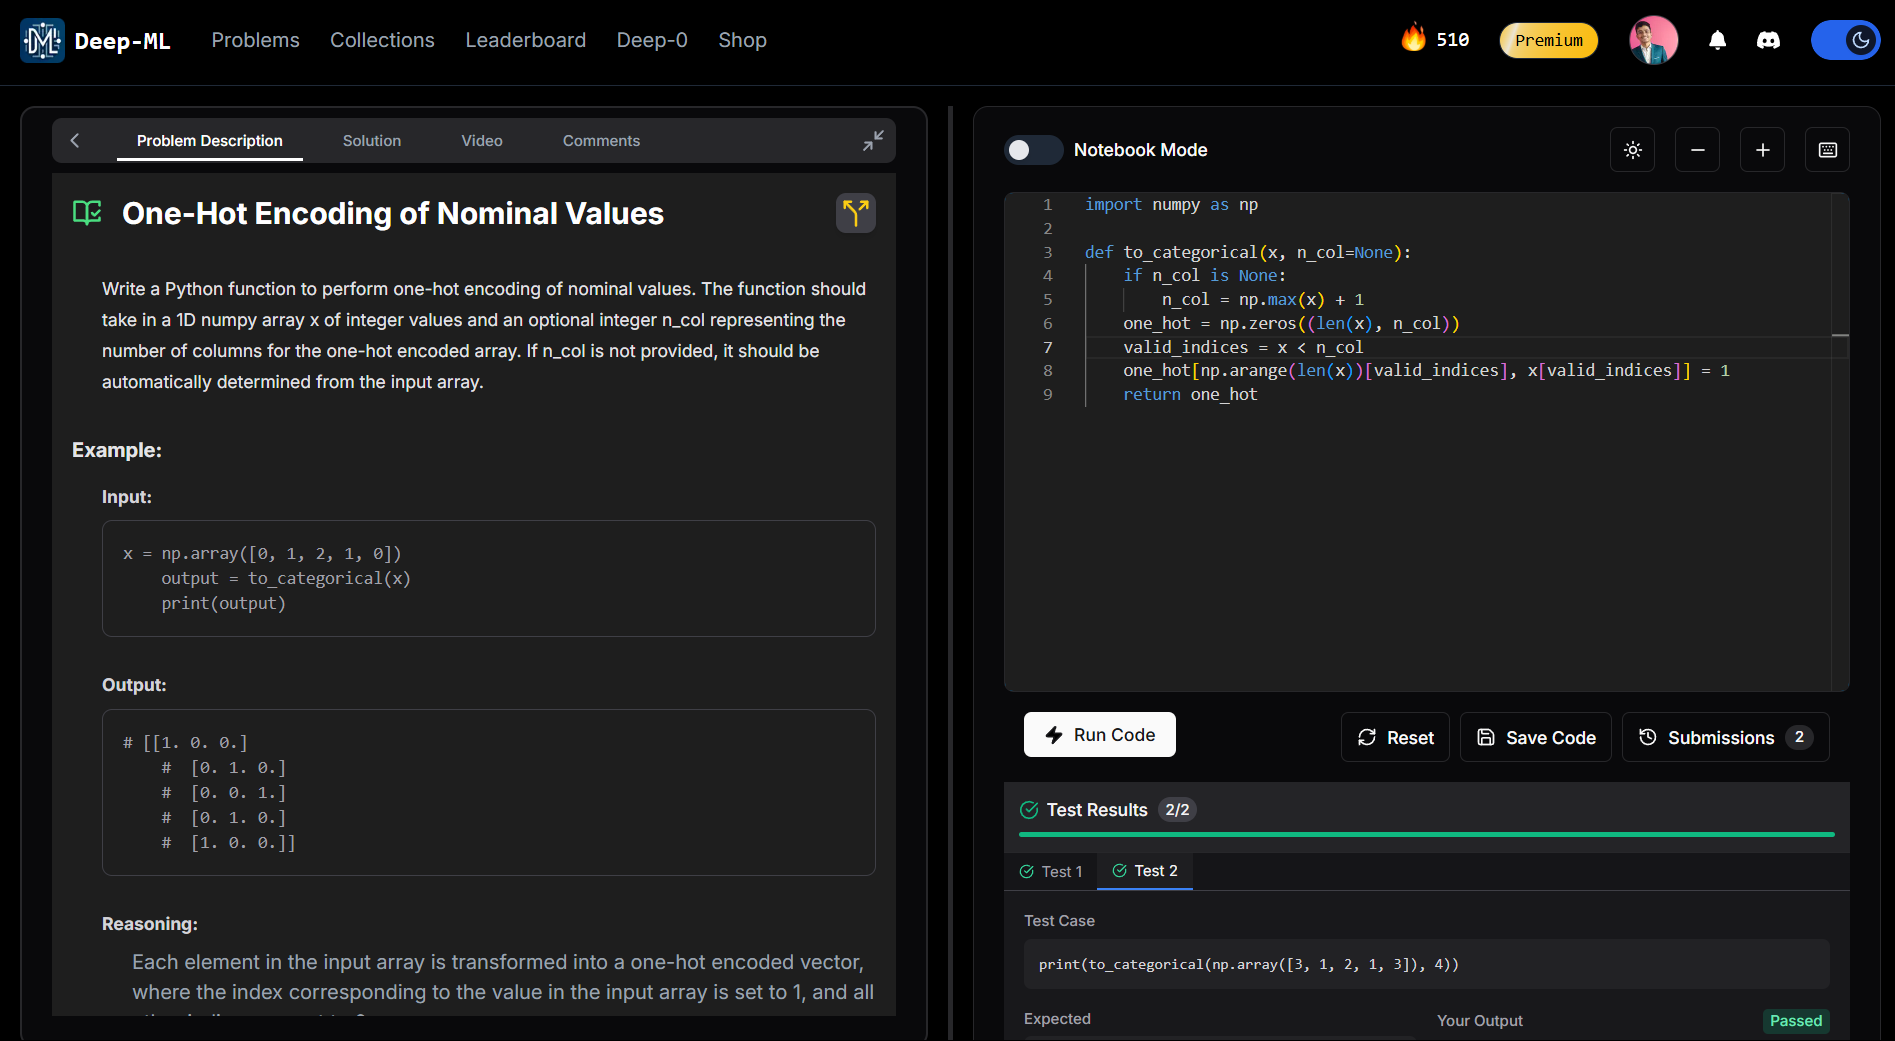 Deep-ML
Problems
Collections
Leaderboard
Deep-0
Shop
510
Premium
Problem Description
Solution
Video
Comments
One-Hot Encoding of Nominal Values
Write a Python function to perform one-hot encoding of nominal values. The function should
take in a 1D numpy array x of integer values and an optional integer n_col representing the
number of columns for the one-hot encoded array. If n_col is not provided, it should be
automatically determined from the input array.
Example:
Input:
x = np.array([0, 1, 2, 1, 0])
    output = to_categorical(x)
    print(output)
Output:
# [[1. 0. 0.]
    #  [0. 1. 0.]
    #  [0. 0. 1.]
    #  [0. 1. 0.]
    #  [1. 0. 0.]]
Reasoning:
Each element in the input array is transformed into a one-hot encoded vector,
where the index corresponding to the value in the input array is set to 1, and all
Notebook Mode
1 import numpy as np
2
3 def to_categorical(x, n_col=None):
4     if n_col is None:
5         n_col = np.max(x) + 1
6     one_hot = np.zeros((len(x), n_col))
7     valid_indices = x < n_col
8     one_hot[np.arange(len(x))[valid_indices], x[valid_indices]] = 1
9     return one_hot
Run Code
Reset
Save Code
Submissions 2
Test Results 2/2
Test 1
Test 2
Test Case
print(to_categorical(np.array([3, 1, 2, 1, 3]), 4))
Expected
Your Output
Passed